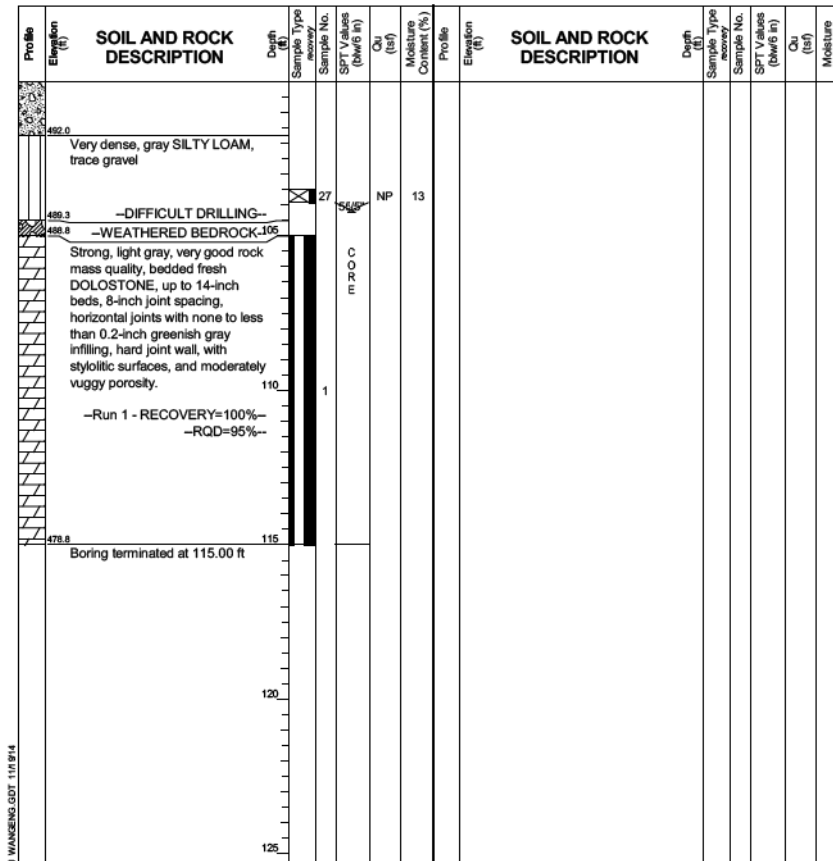 Profile
Elevation (ft)
SOIL AND ROCK DESCRIPTION
Depth (ft)
Sample Type recovery
Sample No.
SPT Values (blw/6 in)
Qu (tsf)
Moisture Content (%)
Profile
Elevation (ft)
SOIL AND ROCK DESCRIPTION
Depth (ft)
Sample Type recovery
Sample No.
SPT Values (blw/6 in)
Qu (tsf)
Moisture
492.0
Very dense, gray SILTY LOAM,
trace gravel
27 NP 13
489.3 --DIFFICULT DRILLING--
488.8 --WEATHERED BEDROCK-- 105
Strong, light gray, very good rock
mass quality, bedded fresh
DOLOSTONE, up to 14-inch
beds, 8-inch joint spacing,
horizontal joints with none to less
than 0.2-inch greenish gray
infilling, hard joint wall, with
stylolitic surfaces, and moderately
vuggy porosity.
CORE
110
1
--Run 1 - RECOVERY=100%--
--RQD=95%--
478.8 115
Boring terminated at 115.00 ft
120
125
WANGENG.GDT 11/19/14